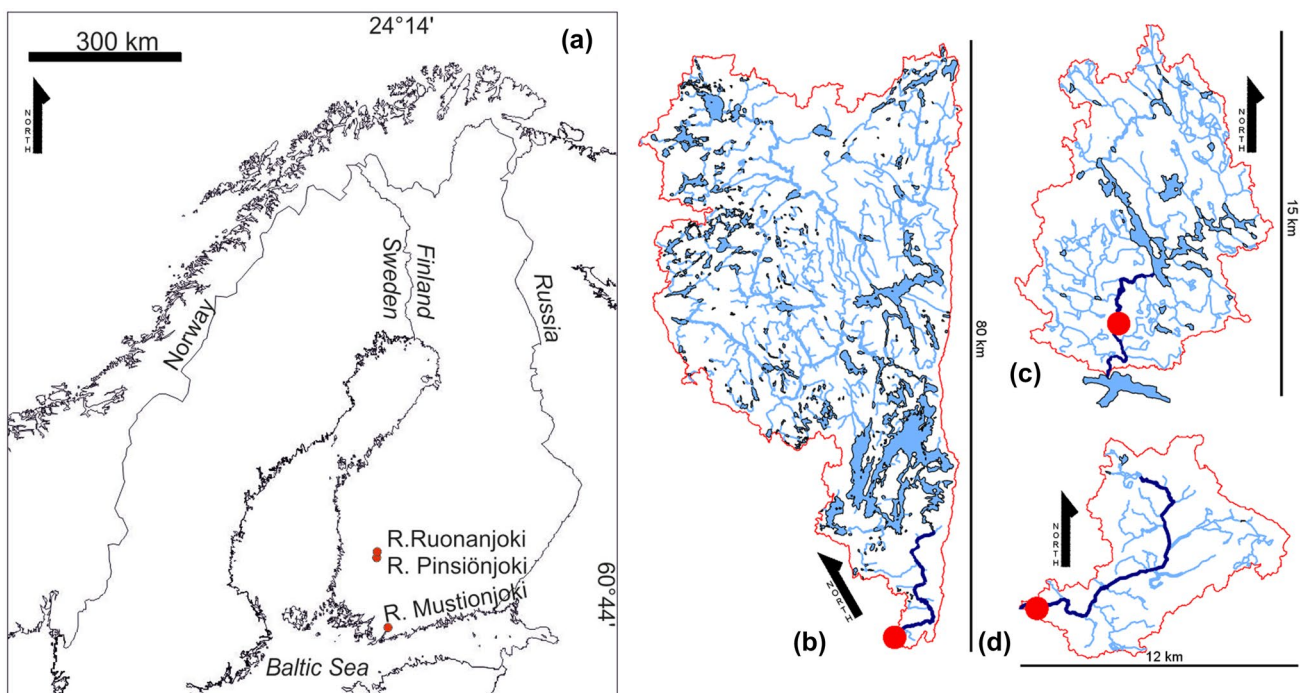 24°14'
(a)
300 km
NORTH
Norway
Sweden
Finland
Russia
R.Ruonanjoki
R. Pinsiönjoki
R. Mustionjoki
60°44'
Baltic Sea
80 km
NORTH
(b)
NORTH
15 km
(c)
NORTH
(d)
12 km